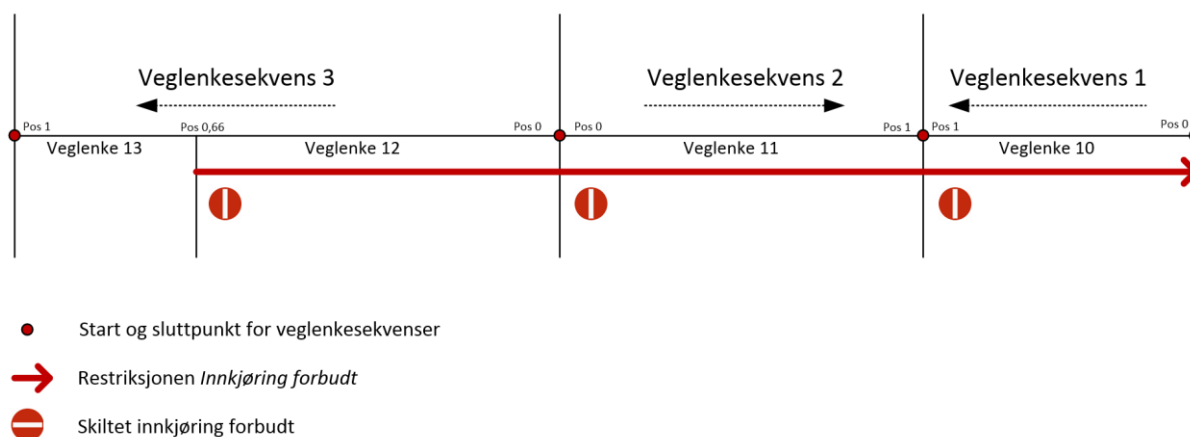 Veglenkesekvens 3
Veglenkesekvens 2
Veglenkesekvens 1
Pos 1
Pos 0,66
Pos 0
Pos 0
Pos 1
Pos 1
Pos 0
Veglenke 13
Veglenke 12
Veglenke 11
Veglenke 10
Start og sluttpunkt for veglenkesekvenser
Restriksjonen Innkjøring forbudt
Skiltet innkjøring forbudt